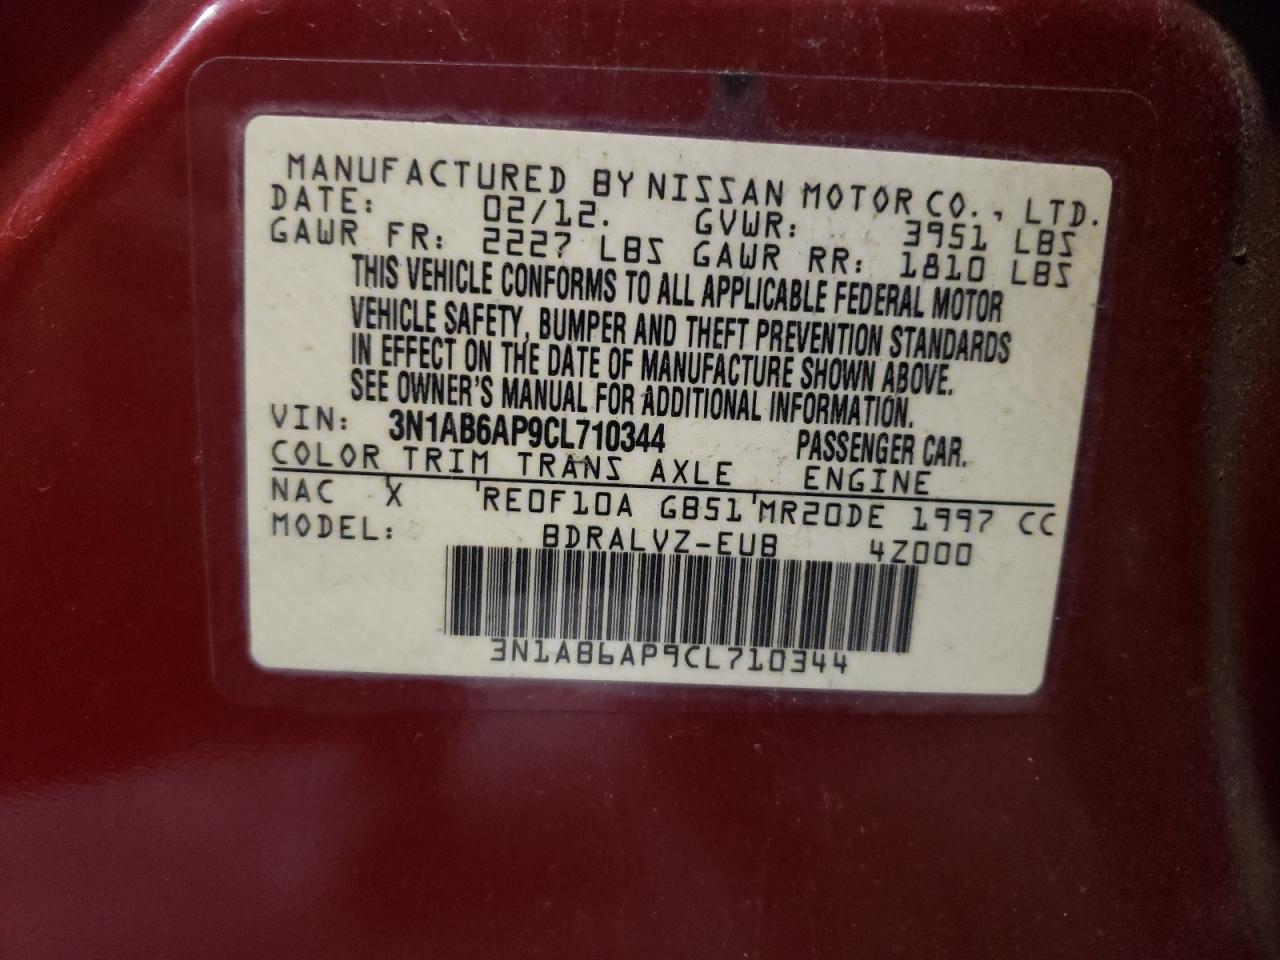 MANUFACTURED BY NISSAN MOTOR CO., LTD.
DATE: 02/12. GVWR: 3951 LBS
GAWR FR: 2227 LBS GAWR RR: 1810 LBS
THIS VEHICLE CONFORMS TO ALL APPLICABLE FEDERAL MOTOR
VEHICLE SAFETY, BUMPER AND THEFT PREVENTION STANDARDS
IN EFFECT ON THE DATE OF MANUFACTURE SHOWN ABOVE.
SEE OWNER'S MANUAL FOR ADDITIONAL INFORMATION.
VIN: 3N1AB6AP9CL710344 PASSENGER CAR.
COLOR TRIM TRANS AXLE ENGINE
NAC X RE0F10A GB51 MR20DE 1997 CC
MODEL: BDRALVZ-EUB 4Z000
3N1AB6AP9CL710344